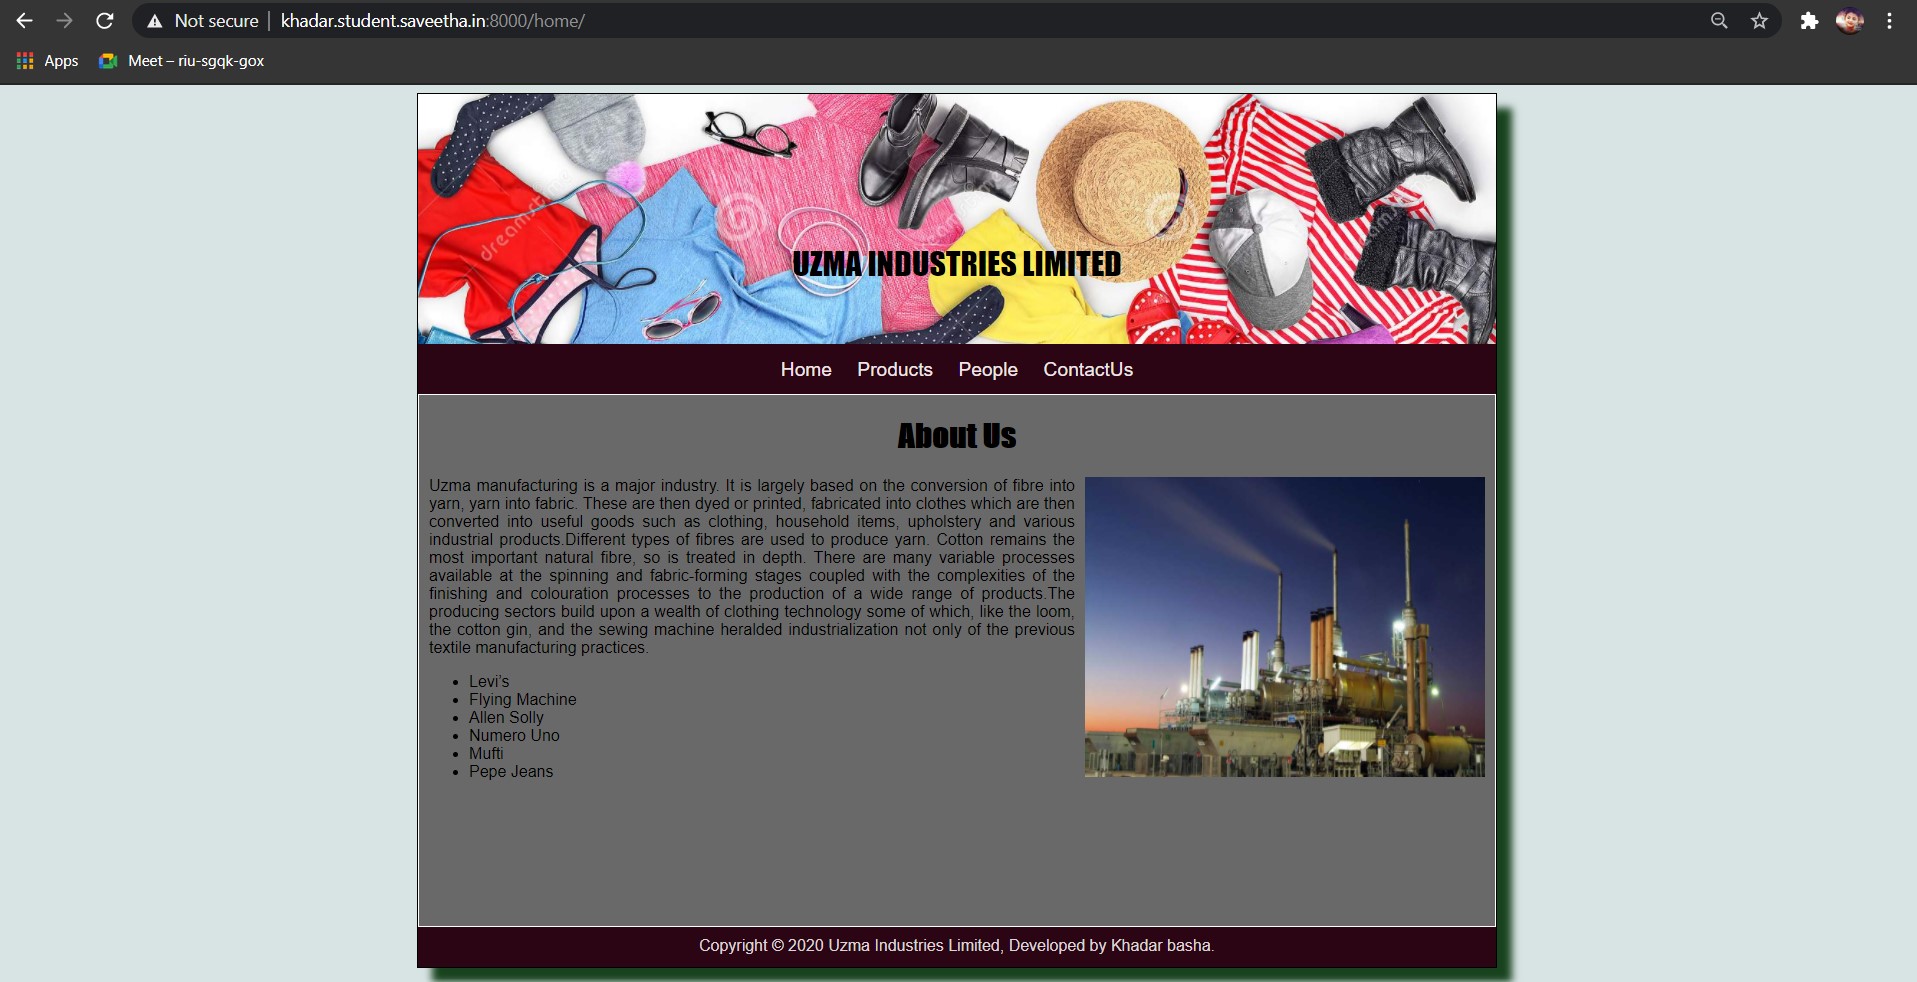 Not secure | khadar.student.saveetha.in:8000/home/
Apps Meet – riu-sgqk-gox
dreamstime
UZMA INDUSTRIES LIMITED
Home Products People ContactUs
About Us
Uzma manufacturing is a major industry. It is largely based on the conversion of fibre into
yarn, yarn into fabric. These are then dyed or printed, fabricated into clothes which are then
converted into useful goods such as clothing, household items, upholstery and various
industrial products.Different types of fibres are used to produce yarn. Cotton remains the
most important natural fibre, so is treated in depth. There are many variable processes
available at the spinning and fabric-forming stages coupled with the complexities of the
finishing and colouration processes to the production of a wide range of products.The
producing sectors build upon a wealth of clothing technology some of which, like the loom,
the cotton gin, and the sewing machine heralded industrialization not only of the previous
textile manufacturing practices.
• Levi's
• Flying Machine
• Allen Solly
• Numero Uno
• Mufti
• Pepe Jeans
Copyright © 2020 Uzma Industries Limited, Developed by Khadar basha.